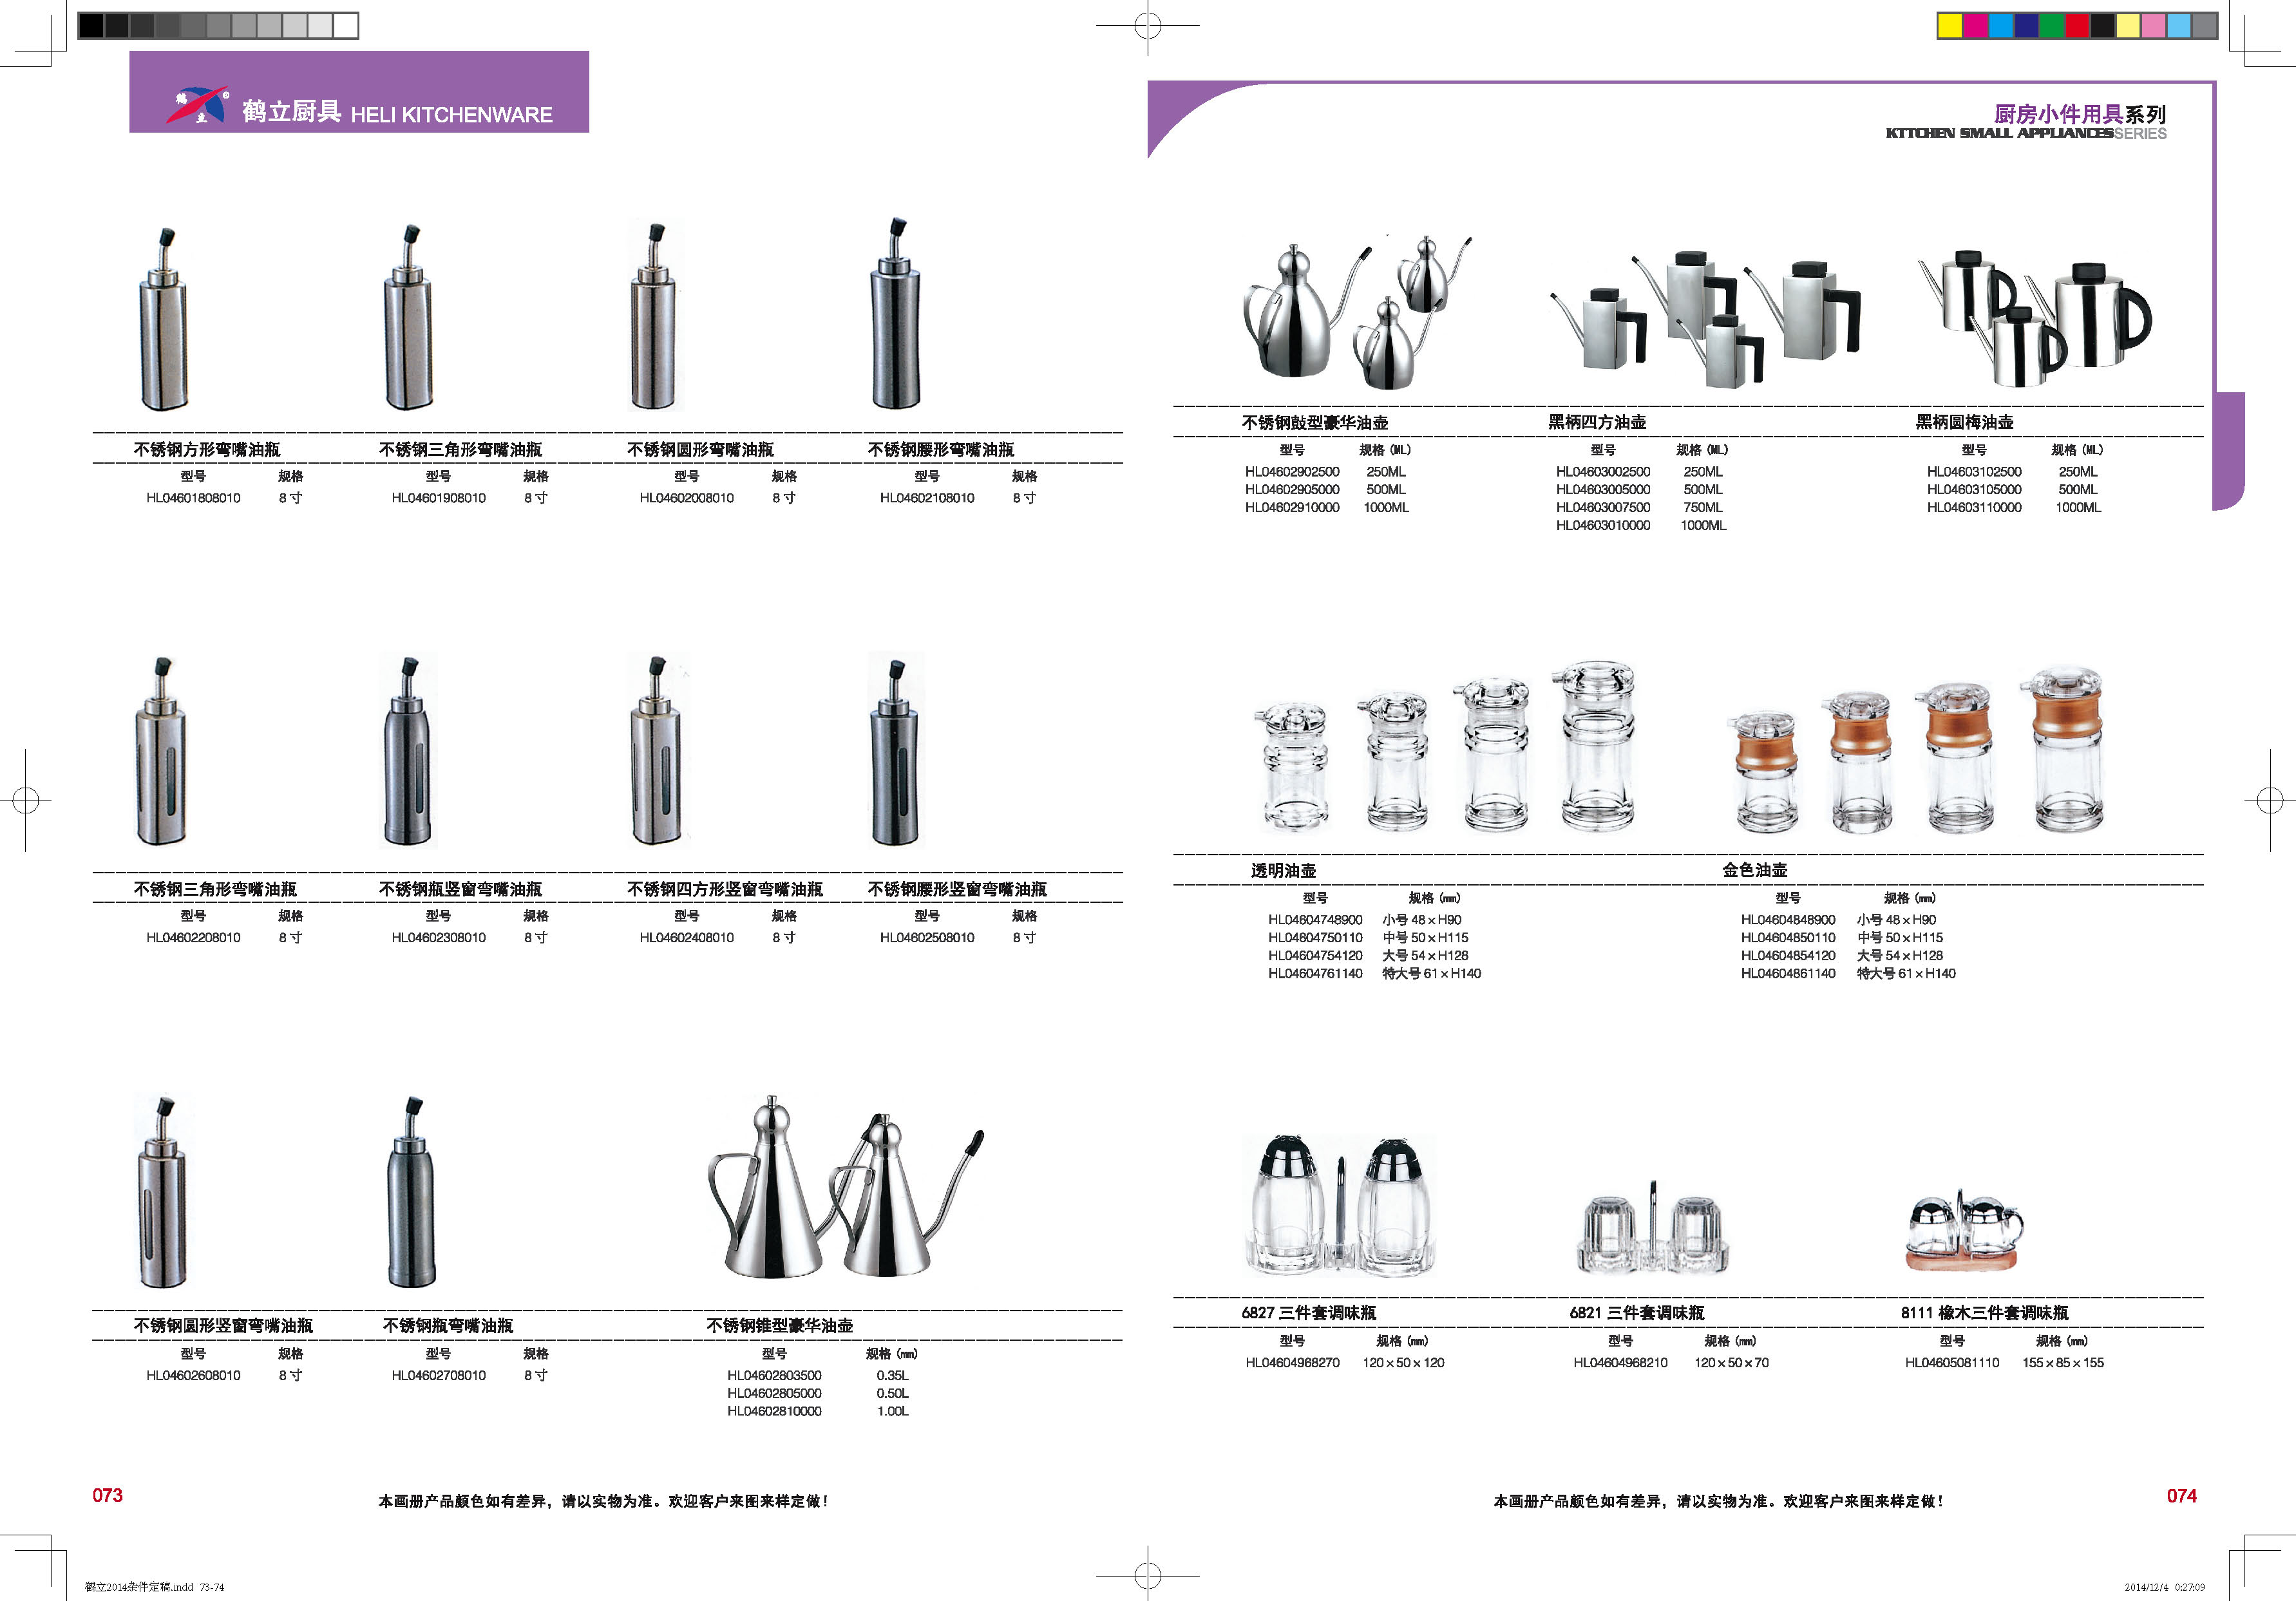 鹤立厨具 HELI KITCHENWARE
不锈钢方形弯嘴油瓶 不锈钢三角形弯嘴油瓶 不锈钢圆形弯嘴油瓶 不锈钢腰形弯嘴油瓶
型号 规格 型号 规格 型号 规格 型号 规格
HL04601808010 8寸 HL04601908010 8寸 HL04602008010 8寸 HL04602108010 8寸
不锈钢三角形弯嘴油瓶 不锈钢瓶竖窗弯嘴油瓶 不锈钢四方形竖窗弯嘴油瓶 不锈钢腰形竖窗弯嘴油瓶
型号 规格 型号 规格 型号 规格 型号 规格
HL04602208010 8寸 HL04602308010 8寸 HL04602408010 8寸 HL04602508010 8寸
不锈钢圆形竖窗弯嘴油瓶 不锈钢瓶弯嘴油瓶 不锈钢锥型豪华油壶
型号 规格 型号 规格 型号 规格 (mm)
HL04602608010 8寸 HL04602708010 8寸 HL04602803500 0.35L
HL04602805000 0.50L
HL04602810000 1.00L
073
本画册产品颜色如有差异，请以实物为准。欢迎客户来图来样定做！
鹤立2014杂件定稿.indd 73-74
厨房小件用具系列
KTTCHEN SMALL APPLIANCES SERIES
不锈钢鼓型豪华油壶 黑柄四方油壶 黑柄圆梅油壶
型号 规格 (ML) 型号 规格 (ML) 型号 规格 (ML)
HL04602902500 250ML HL04603002500 250ML HL04603102500 250ML
HL04602905000 500ML HL04603005000 500ML HL04603105000 500ML
HL04602910000 1000ML HL04603007500 750ML HL04603110000 1000ML
HL04603010000 1000ML
透明油壶 金色油壶
型号 规格 (mm) 型号 规格 (mm)
HL04604748900 小号 48×H90 HL04604848900 小号 48×H90
HL04604750110 中号 50×H115 HL04604850110 中号 50×H115
HL04604754120 大号 54×H128 HL04604854120 大号 54×H128
HL04604761140 特大号 61×H140 HL04604861140 特大号 61×H140
6827 三件套调味瓶 6821 三件套调味瓶 8111 橡木三件套调味瓶
型号 规格 (mm) 型号 规格 (mm) 型号 规格 (mm)
HL04604968270 120×50×120 HL04604968210 120×50×70 HL04605081110 155×85×155
本画册产品颜色如有差异，请以实物为准。欢迎客户来图来样定做！
074
2014/12/4 0:27:09